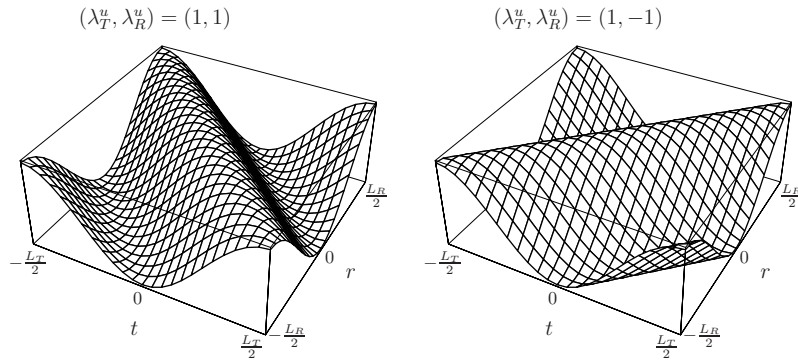 (λ_T^u, λ_R^u) = (1, 1)
(λ_T^u, λ_R^u) = (1, −1)
L_R/2
0
r
−L_R/2
−L_T/2
0
t
L_T/2
L_R/2
0
r
−L_R/2
−L_T/2
0
t
L_T/2